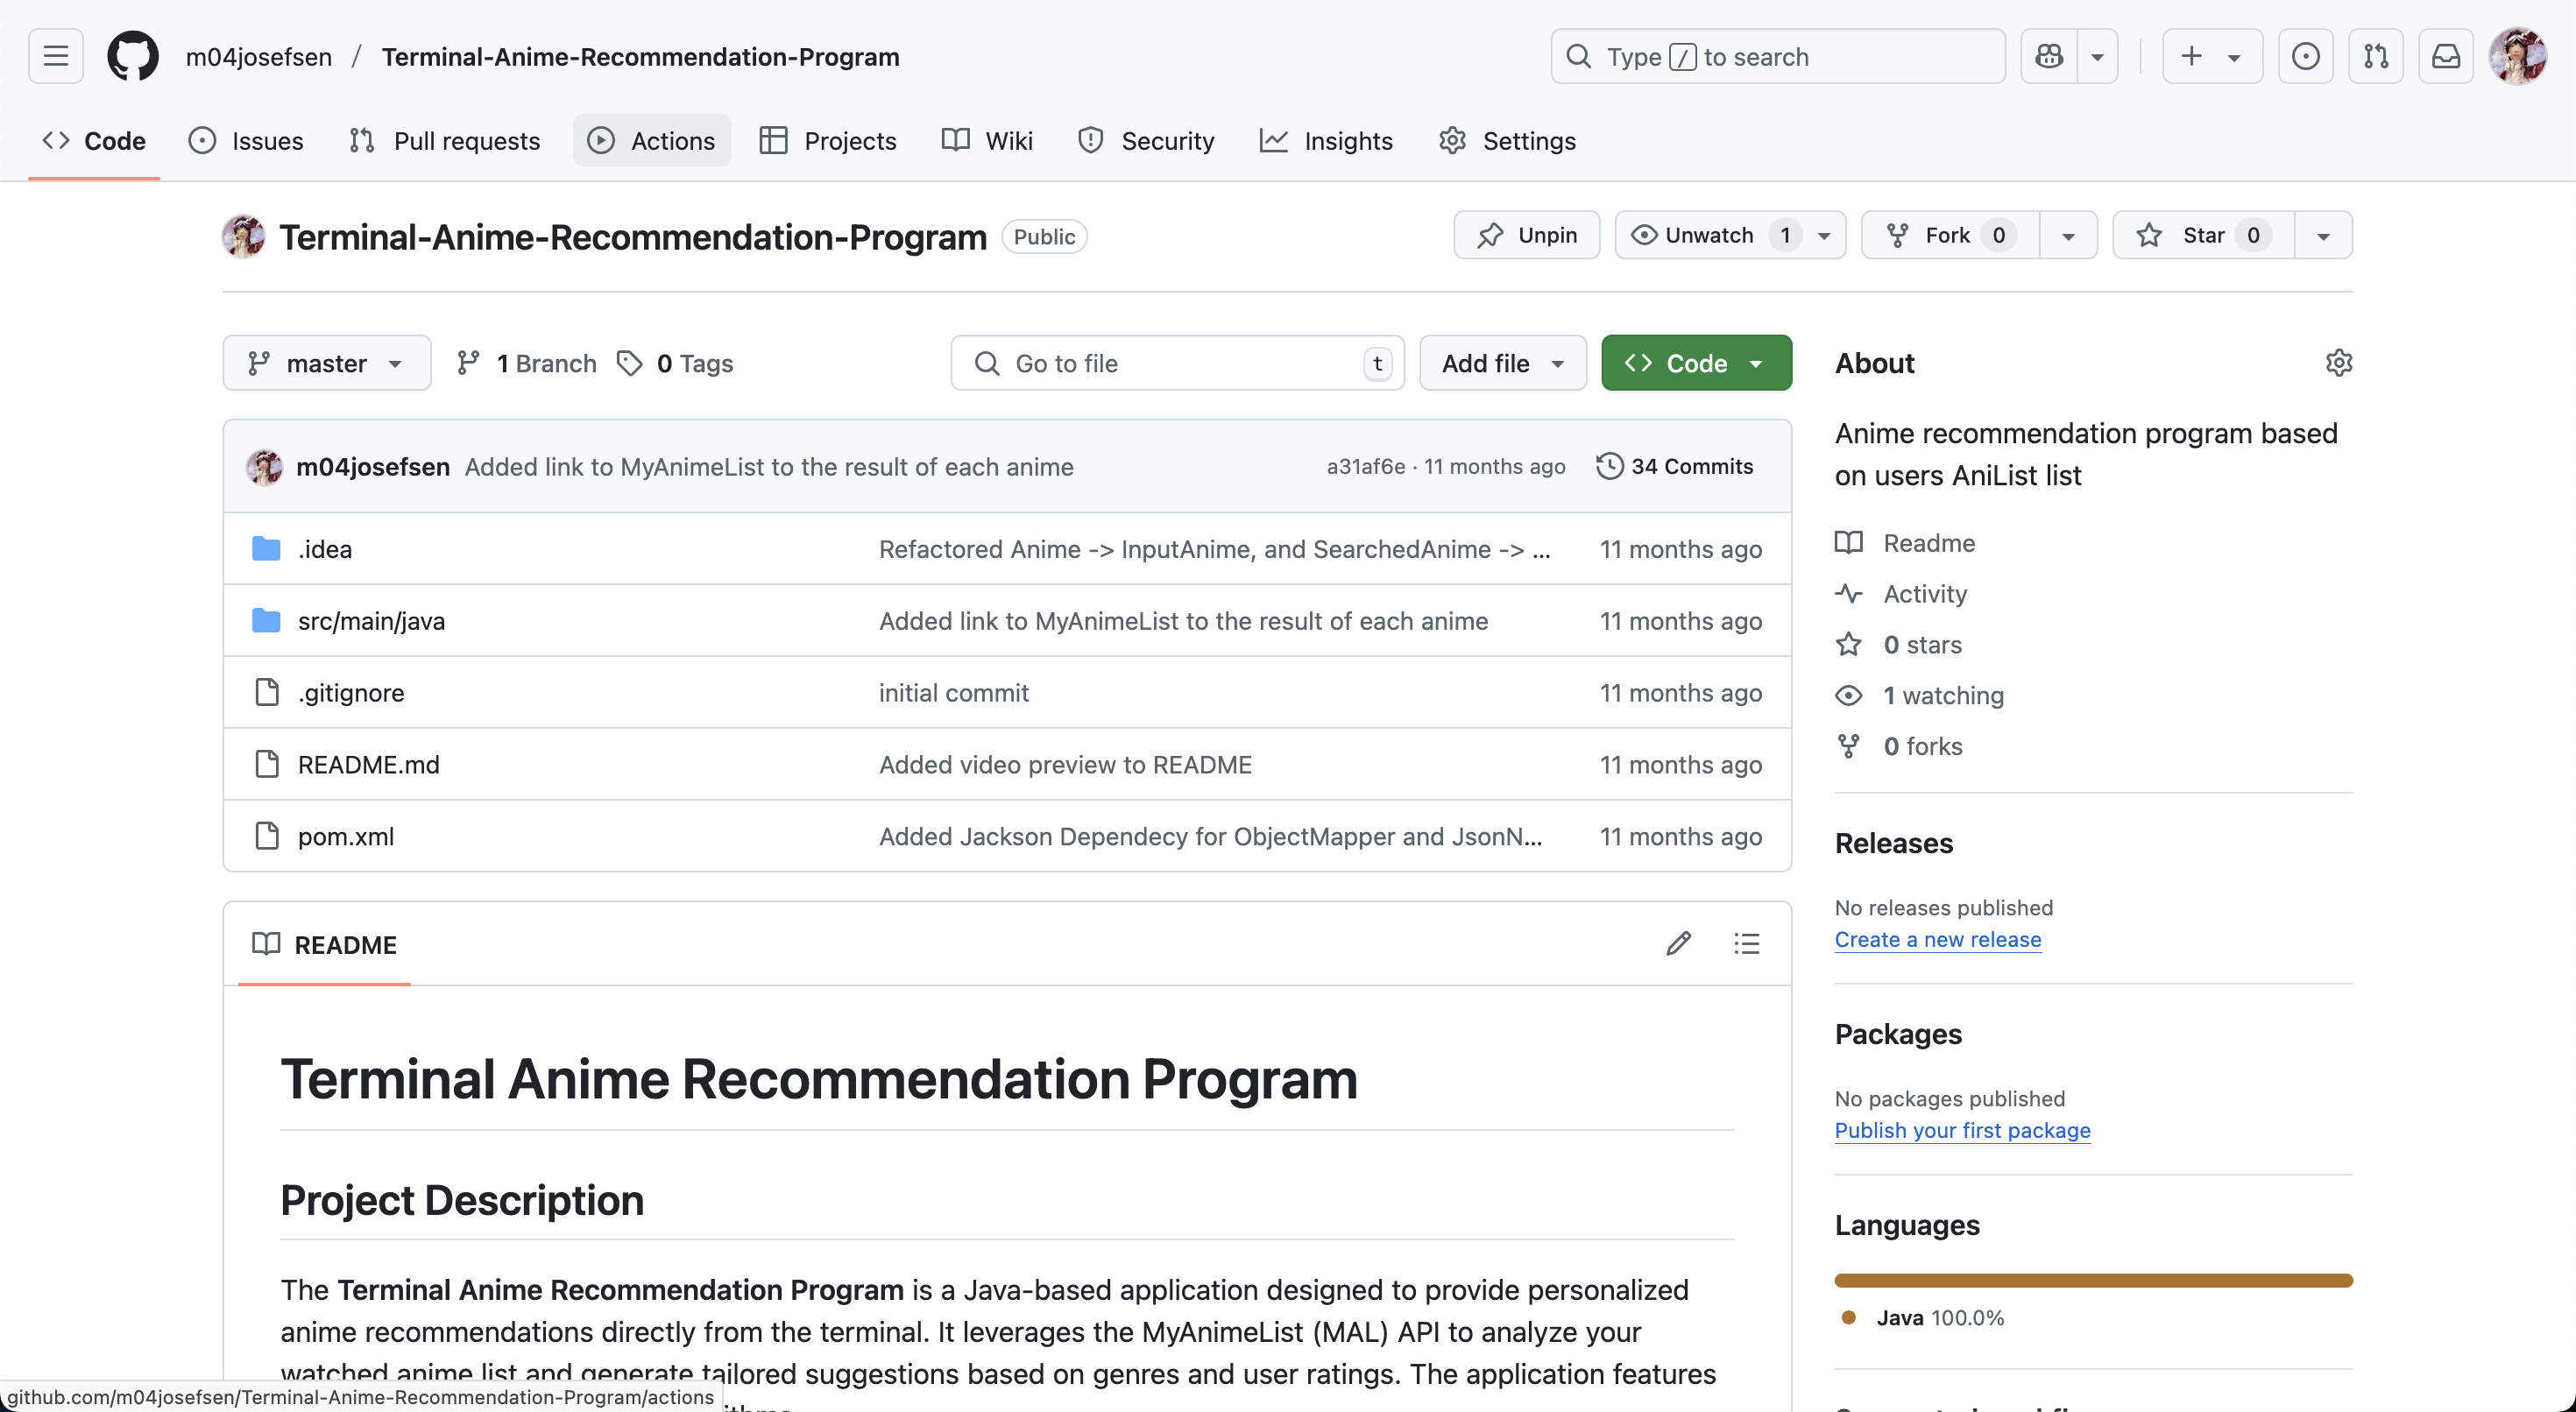 m04josefsen / Terminal-Anime-Recommendation-Program
Type / to search
Code Issues Pull requests Actions Projects Wiki Security Insights Settings
Terminal-Anime-Recommendation-Program Public
Unpin Unwatch 1 Fork 0 Star 0
master 1 Branch 0 Tags
Go to file t
Add file Code
m04josefsen Added link to MyAnimeList to the result of each anime a31af6e · 11 months ago 34 Commits
.idea Refactored Anime -> InputAnime, and SearchedAnime -> ... 11 months ago
src/main/java Added link to MyAnimeList to the result of each anime 11 months ago
.gitignore initial commit 11 months ago
README.md Added video preview to README 11 months ago
pom.xml Added Jackson Dependecy for ObjectMapper and JsonN... 11 months ago
README
Terminal Anime Recommendation Program
Project Description
The Terminal Anime Recommendation Program is a Java-based application designed to provide personalized
anime recommendations directly from the terminal. It leverages the MyAnimeList (MAL) API to analyze your
watched anime list and generate tailored suggestions based on genres and user ratings. The application features
github.com/m04josefsen/Terminal-Anime-Recommendation-Program/actions
About
Anime recommendation program based
on users AniList list
Readme
Activity
0 stars
1 watching
0 forks
Releases
No releases published
Create a new release
Packages
No packages published
Publish your first package
Languages
Java 100.0%